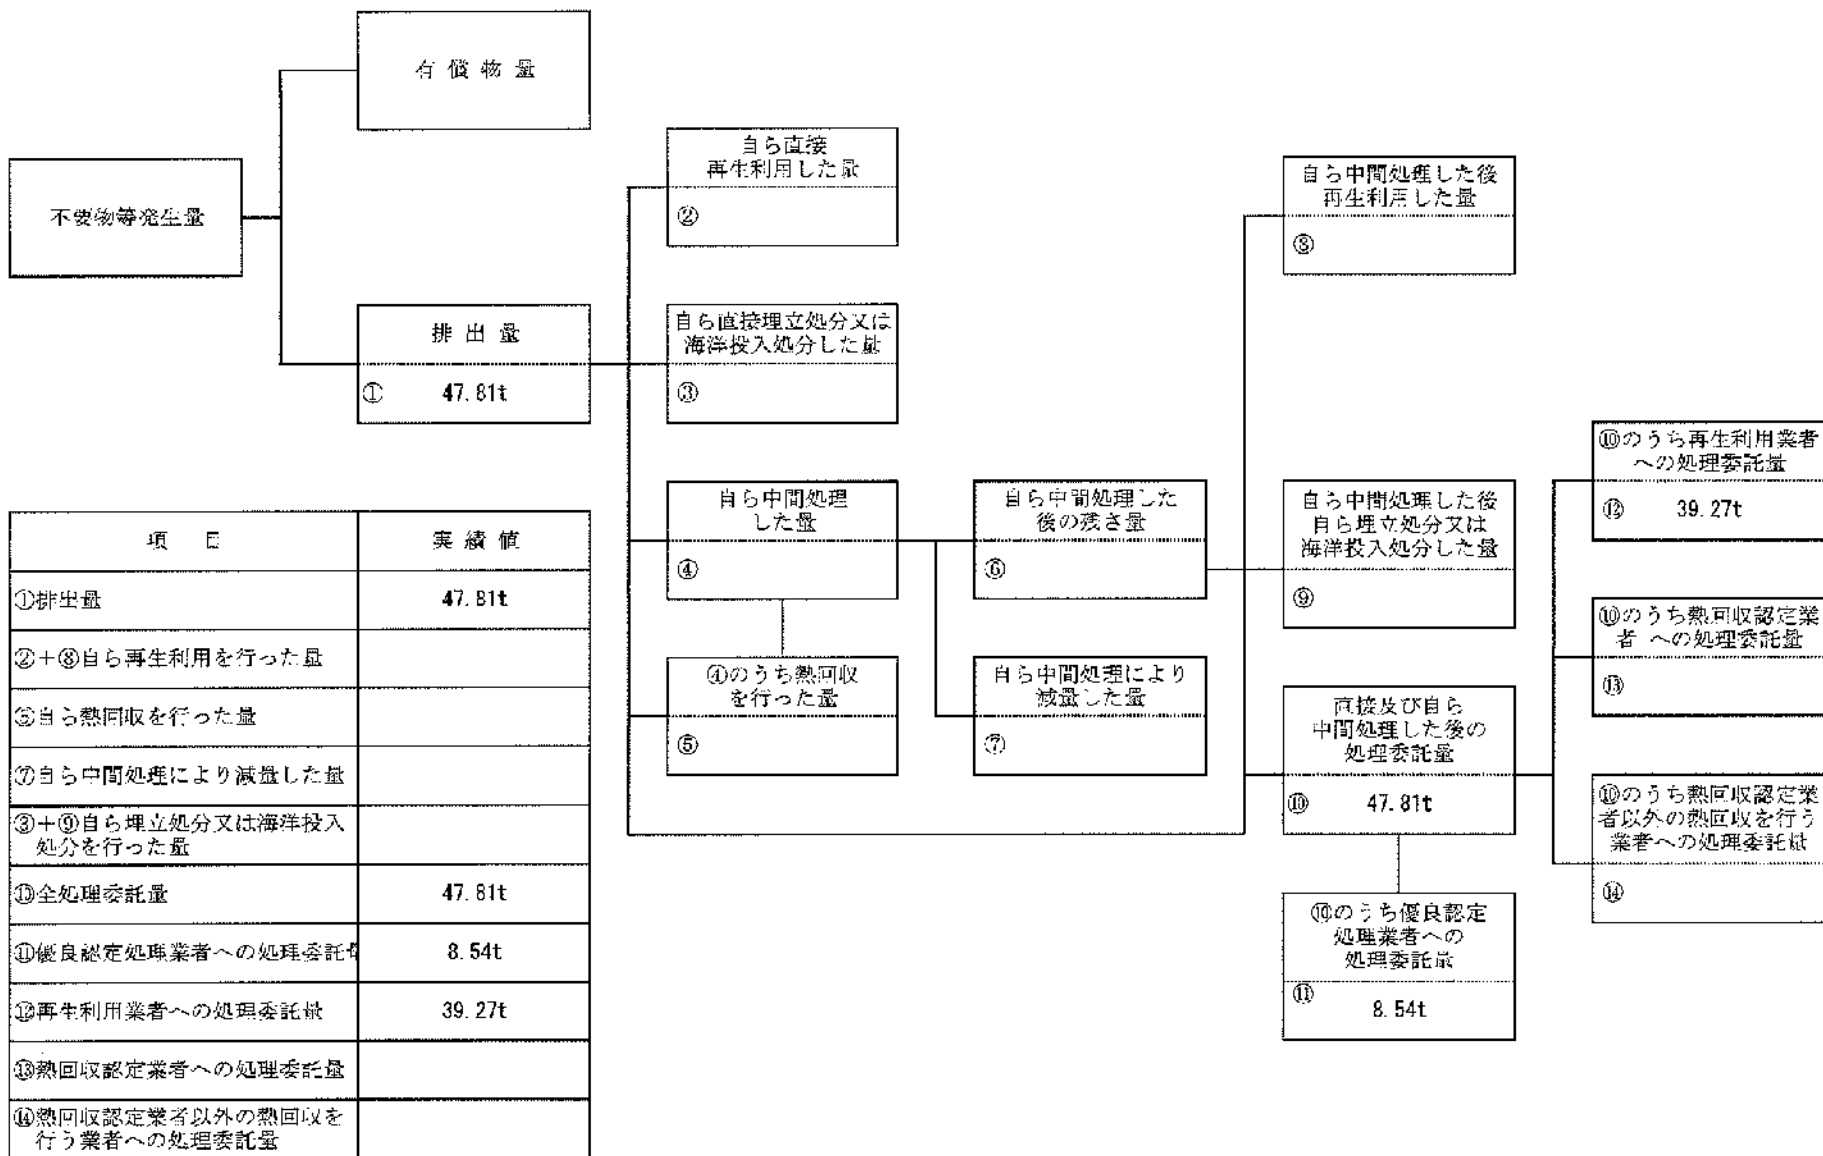 有償物量
不要物等発生量
排出量
① 47.81t
自ら直接
再生利用した量
②
自ら直接埋立処分又は
海洋投入処分した量
③
自ら中間処理
した量
④
④のうち熱回収
を行った量
⑤
自ら中間処理した
後の残さ量
⑥
自ら中間処理により
減量した量
⑦
自ら中間処理した後
再生利用した量
⑧
自ら中間処理した後
自ら埋立処分又は
海洋投入処分した量
⑨
直接及び自ら
中間処理した後の
処理委託量
⑩ 47.81t
⑩のうち優良認定
処理業者への
処理委託量
⑪ 8.54t
⑩のうち再生利用業者
への処理委託量
⑫ 39.27t
⑩のうち熱回収認定業
者 への処理委託量
⑬
⑩のうち熱回収認定業
者以外の熱回収を行う
業者への処理委託量
⑭
項 目 実績値
①排出量 47.81t
②+⑧自ら再生利用を行った量
⑤自ら熱回収を行った量
⑦自ら中間処理により減量した量
③+⑨自ら埋立処分又は海洋投入
処分を行った量
⑩全処理委託量 47.81t
⑪優良認定処理業者への処理委託量 8.54t
⑫再生利用業者への処理委託量 39.27t
⑬熱回収認定業者への処理委託量
⑭熱回収認定業者以外の熱回収を
行う業者への処理委託量